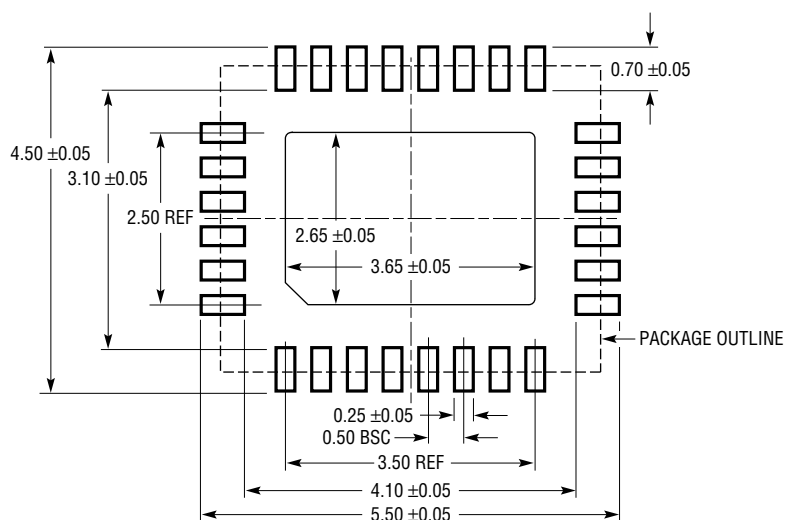 0.70 ±0.05
4.50 ±0.05
3.10 ±0.05
2.50 REF
2.65 ±0.05
3.65 ±0.05
PACKAGE OUTLINE
0.25 ±0.05
0.50 BSC
3.50 REF
4.10 ±0.05
5.50 ±0.05